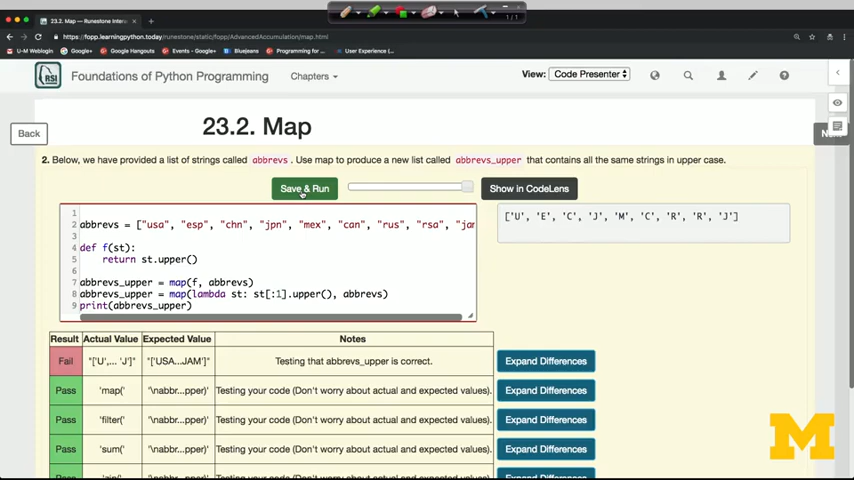 23.2. Map — Runestone Inter
1/1
https://fopp.learningpython.today/runestone/static/fopp/AdvancedAccumulation/map.html
U-M Weblogin
Google+
Google Hangouts
Events - Google+
Bluejeans
Programming for ...
User Experience (...
RSI
Foundations of Python Programming
Chapters
View:
Code Presenter
Back
23.2. Map
2. Below, we have provided a list of strings called abbrevs . Use map to produce a new list called abbrevs_upper that contains all the same strings in upper case.
Save & Run
Show in CodeLens
1
2 abbrevs = ["usa", "esp", "chn", "jpn", "mex", "can", "rus", "rsa", "jam
3
4 def f(st):
5     return st.upper()
6
7 abbrevs_upper = map(f, abbrevs)
8 abbrevs_upper = map(lambda st: st[:1].upper(), abbrevs)
9 print(abbrevs_upper)
['U', 'E', 'C', 'J', 'M', 'C', 'R', 'R', 'J']
Result Actual Value Expected Value Notes
Fail "['U',... 'J']" "['USA...JAM']" Testing that abbrevs_upper is correct. Expand Differences
Pass 'map(' '\nabbr...pper)' Testing your code (Don't worry about actual and expected values). Expand Differences
Pass 'filter(' '\nabbr...pper)' Testing your code (Don't worry about actual and expected values). Expand Differences
Pass 'sum(' '\nabbr...pper)' Testing your code (Don't worry about actual and expected values). Expand Differences
M